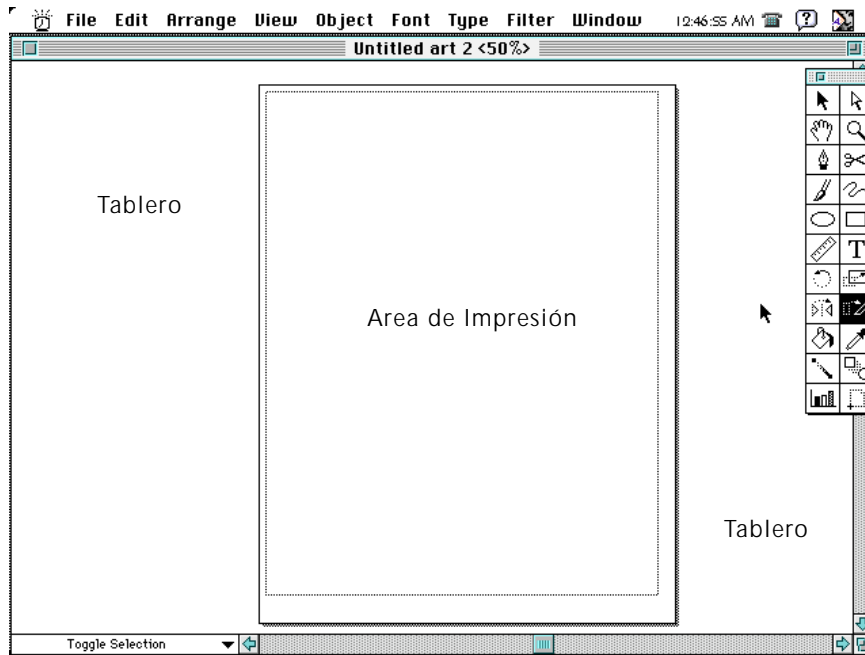 File Edit Arrange View Object Font Type Filter Window 12:46:55 AM
Untitled art 2 <50%>
Tablero
Area de Impresión
Tablero
Toggle Selection